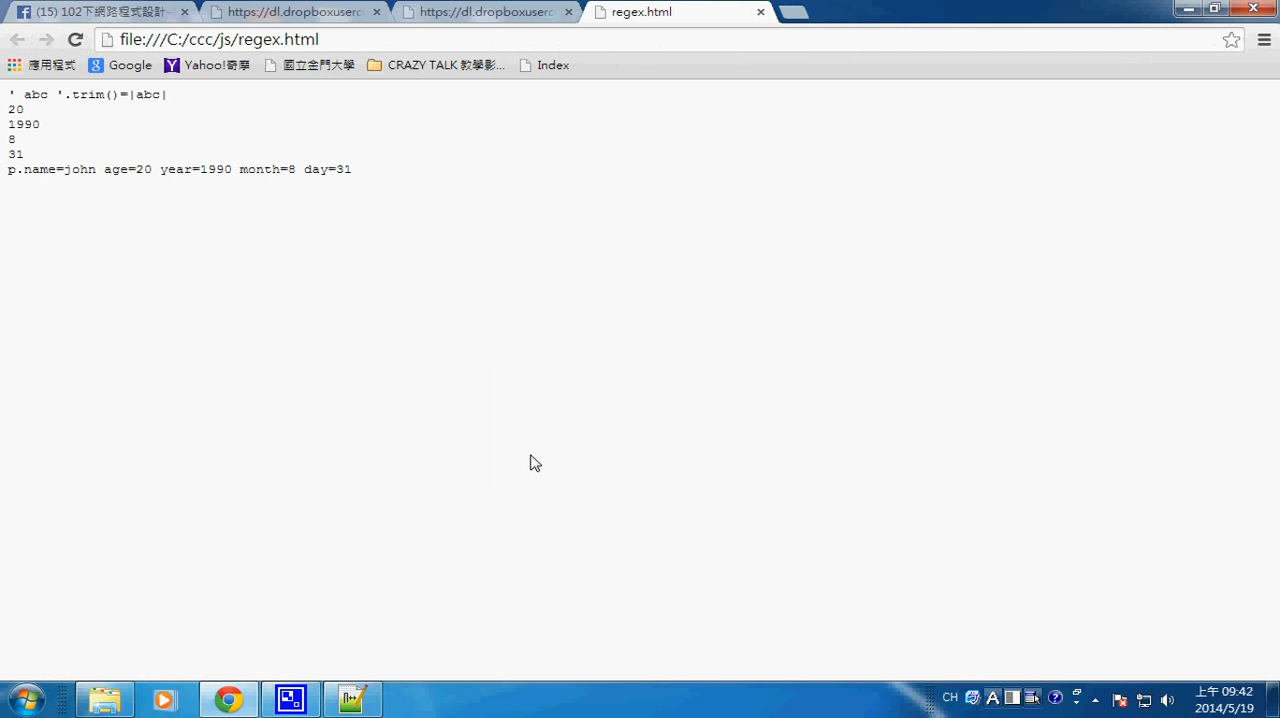 (15) 102下網路程式設計-
https://dl.dropboxuserc
https://dl.dropboxuserc
regex.html
file:///C:/ccc/js/regex.html
應用程式
Google
Yahoo!奇摩
國立金門大學
CRAZY TALK 教學影...
Index
' abc '.trim()=|abc|
20
1990
8
31
p.name=john age=20 year=1990 month=8 day=31
CH
上午 09:42
2014/5/19